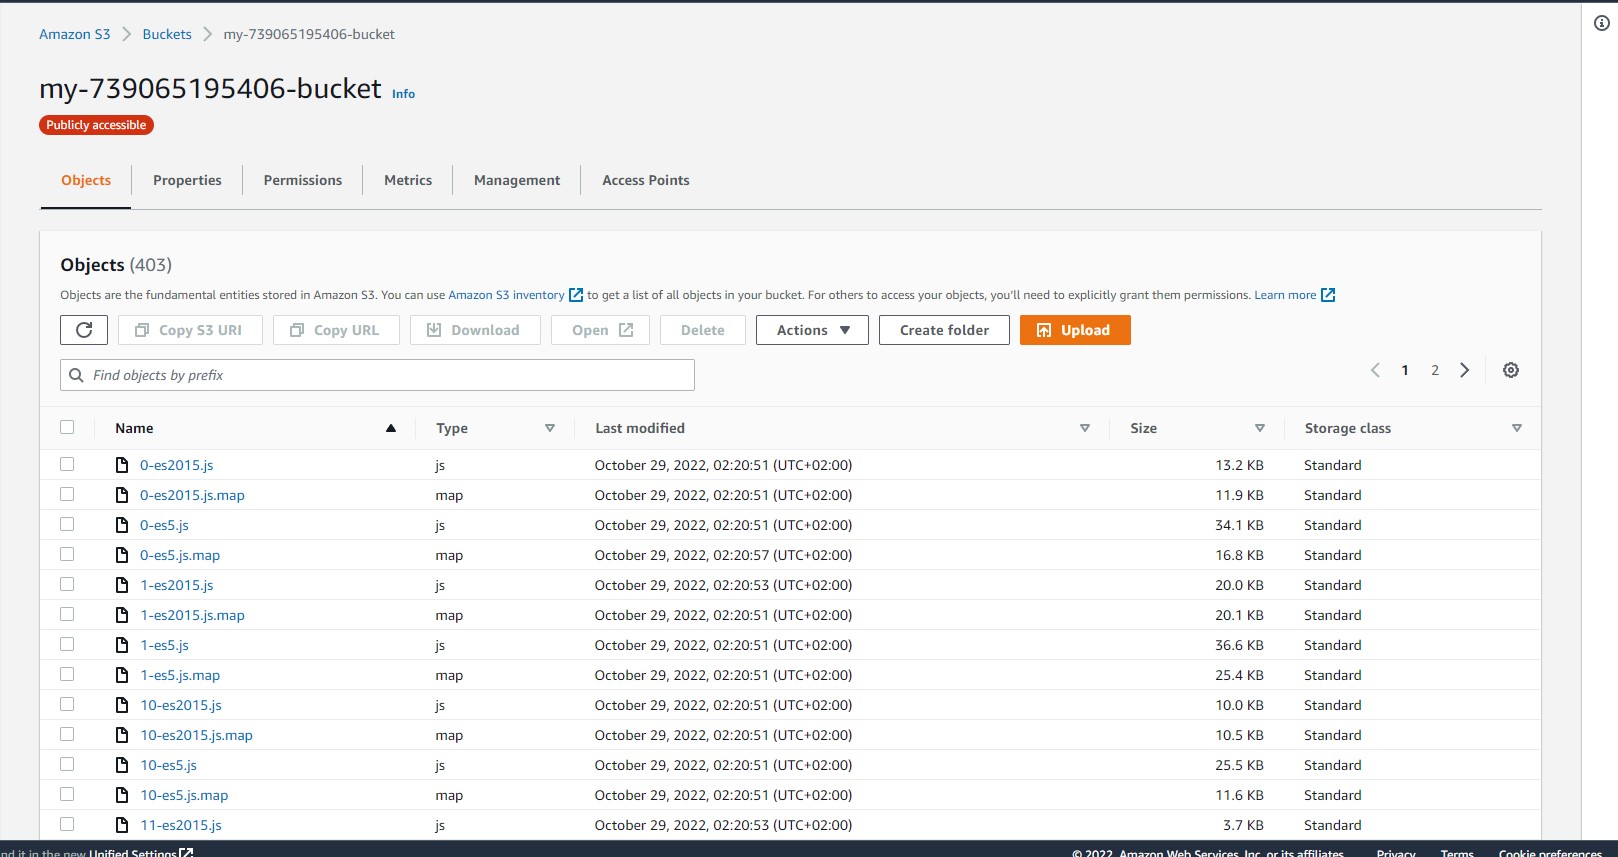 Amazon S3 > Buckets > my-739065195406-bucket
my-739065195406-bucket Info
Publicly accessible
Objects Properties Permissions Metrics Management Access Points
Objects (403)
Objects are the fundamental entities stored in Amazon S3. You can use Amazon S3 inventory to get a list of all objects in your bucket. For others to access your objects, you'll need to explicitly grant them permissions. Learn more
Copy S3 URI Copy URL Download Open Delete Actions Create folder Upload
Find objects by prefix 1 2
Name Type Last modified Size Storage class
0-es2015.js js October 29, 2022, 02:20:51 (UTC+02:00) 13.2 KB Standard
0-es2015.js.map map October 29, 2022, 02:20:51 (UTC+02:00) 11.9 KB Standard
0-es5.js js October 29, 2022, 02:20:51 (UTC+02:00) 34.1 KB Standard
0-es5.js.map map October 29, 2022, 02:20:57 (UTC+02:00) 16.8 KB Standard
1-es2015.js js October 29, 2022, 02:20:53 (UTC+02:00) 20.0 KB Standard
1-es2015.js.map map October 29, 2022, 02:20:51 (UTC+02:00) 20.1 KB Standard
1-es5.js js October 29, 2022, 02:20:51 (UTC+02:00) 36.6 KB Standard
1-es5.js.map map October 29, 2022, 02:20:51 (UTC+02:00) 25.4 KB Standard
10-es2015.js js October 29, 2022, 02:20:51 (UTC+02:00) 10.0 KB Standard
10-es2015.js.map map October 29, 2022, 02:20:51 (UTC+02:00) 10.5 KB Standard
10-es5.js js October 29, 2022, 02:20:51 (UTC+02:00) 25.5 KB Standard
10-es5.js.map map October 29, 2022, 02:20:51 (UTC+02:00) 11.6 KB Standard
11-es2015.js js October 29, 2022, 02:20:53 (UTC+02:00) 3.7 KB Standard
nd it in the new Unified Settings © 2022, Amazon Web Services, Inc. or its affiliates. Privacy Terms Cookie preferences